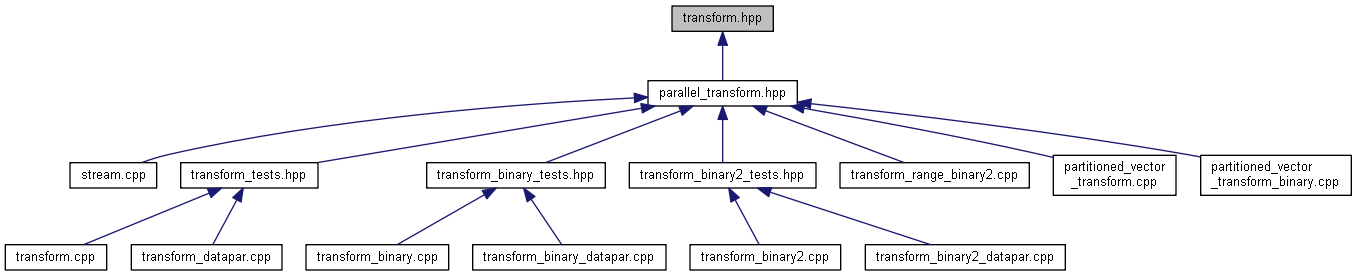 transform.hpp
parallel_transform.hpp
stream.cpp
transform_tests.hpp
transform_binary_tests.hpp
transform_binary2_tests.hpp
transform_range_binary2.cpp
partitioned_vector
_transform.cpp
partitioned_vector
_transform_binary.cpp
transform.cpp
transform_datapar.cpp
transform_binary.cpp
transform_binary_datapar.cpp
transform_binary2.cpp
transform_binary2_datapar.cpp